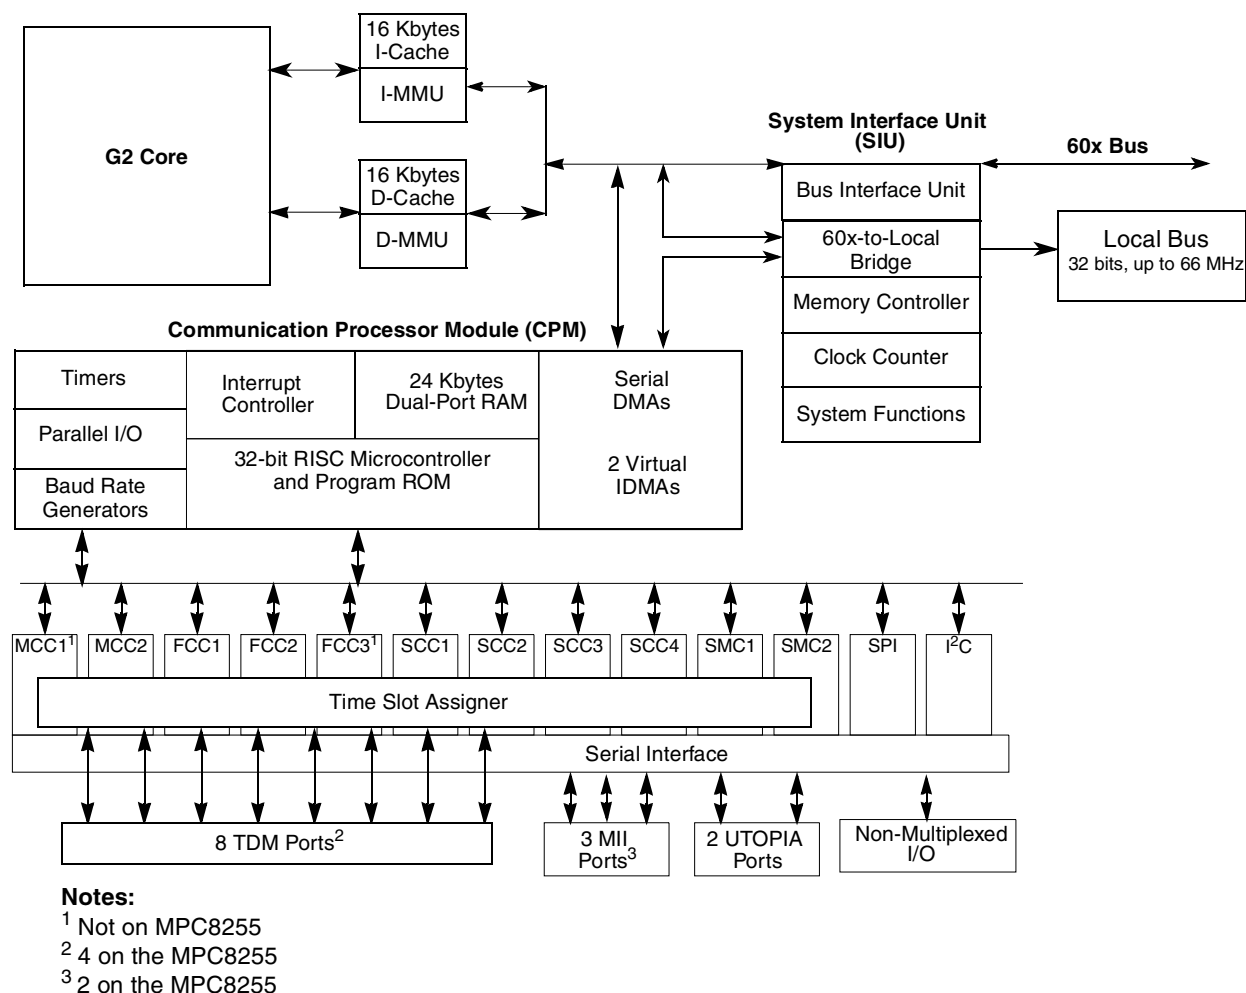 G2 Core
16 Kbytes
I-Cache
I-MMU
16 Kbytes
D-Cache
D-MMU
System Interface Unit
(SIU)
60x Bus
Bus Interface Unit
60x-to-Local
Bridge
Memory Controller
Clock Counter
System Functions
Local Bus
32 bits, up to 66 MHz
Communication Processor Module (CPM)
Timers
Parallel I/O
Baud Rate
Generators
Interrupt
Controller
24 Kbytes
Dual-Port RAM
32-bit RISC Microcontroller
and Program ROM
Serial
DMAs
2 Virtual
IDMAs
MCC1¹
MCC2
FCC1
FCC2
FCC3¹
SCC1
SCC2
SCC3
SCC4
SMC1
SMC2
SPI
I²C
Time Slot Assigner
Serial Interface
8 TDM Ports²
3 MII
Ports³
2 UTOPIA
Ports
Non-Multiplexed
I/O
Notes:
¹ Not on MPC8255
² 4 on the MPC8255
³ 2 on the MPC8255